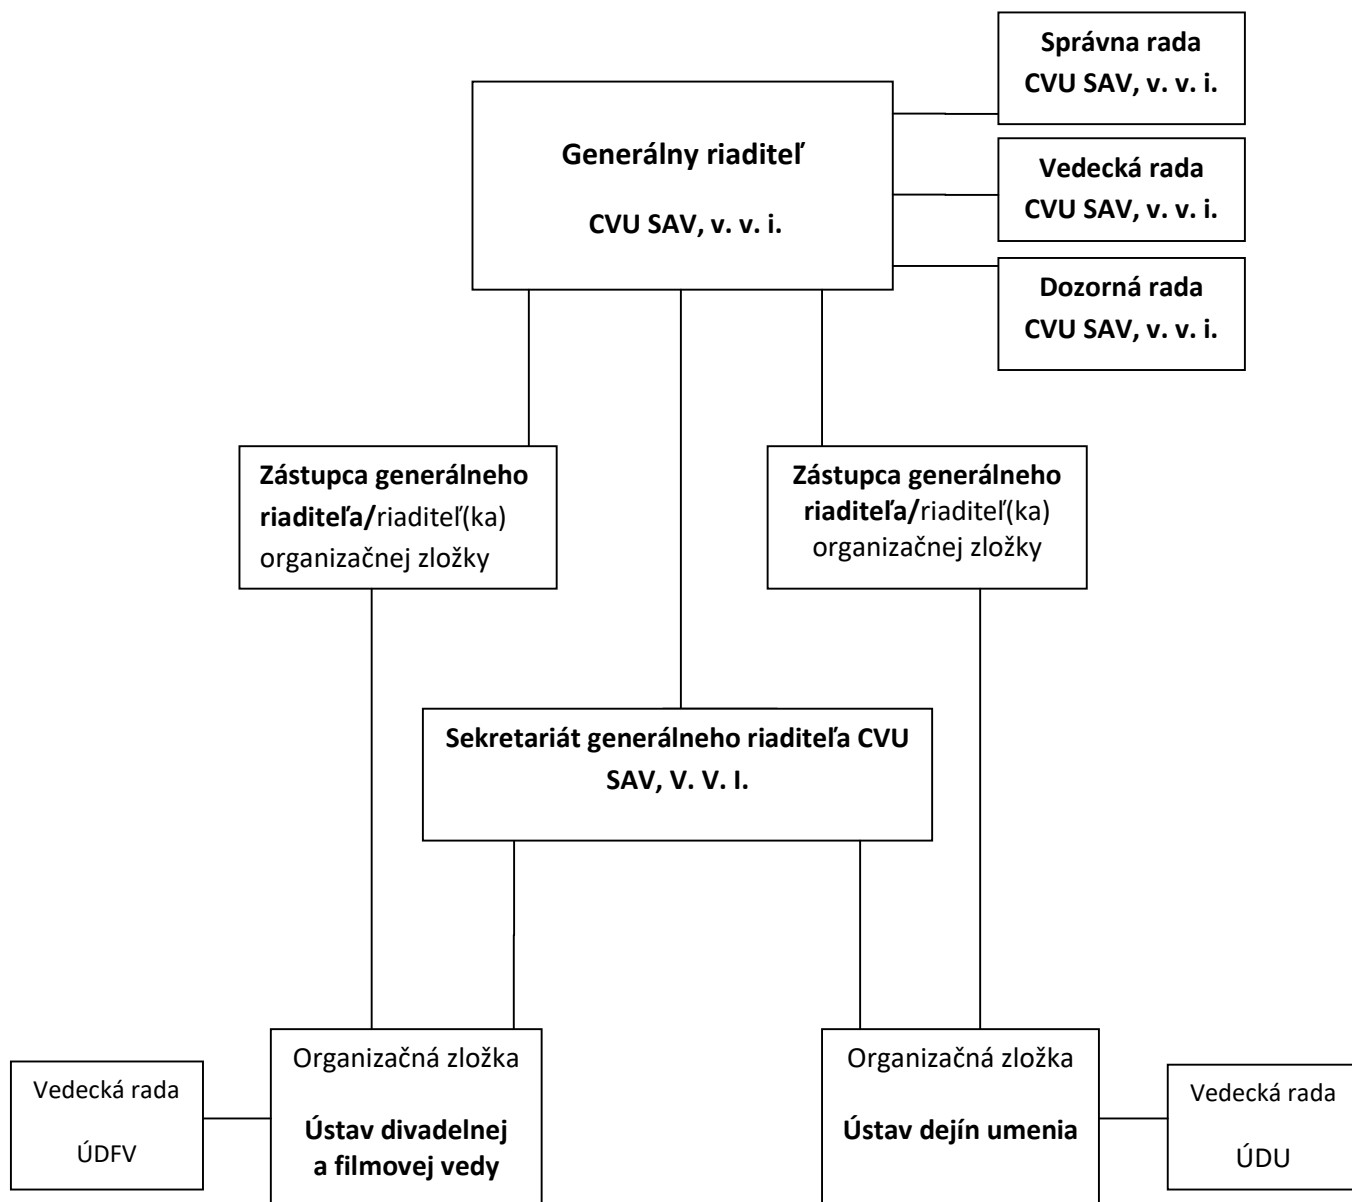 Správna rada
CVU SAV, v. v. i.
Generálny riaditeľ
CVU SAV, v. v. i.
Vedecká rada
CVU SAV, v. v. i.
Dozorná rada
CVU SAV, v. v. i.
Zástupca generálneho
riaditeľa/riaditeľ(ka)
organizačnej zložky
Zástupca generálneho
riaditeľa/riaditeľ(ka)
organizačnej zložky
Sekretariát generálneho riaditeľa CVU
SAV, V. V. I.
Vedecká rada
ÚDFV
Organizačná zložka
Ústav divadelnej
a filmovej vedy
Organizačná zložka
Ústav dejín umenia
Vedecká rada
ÚDU